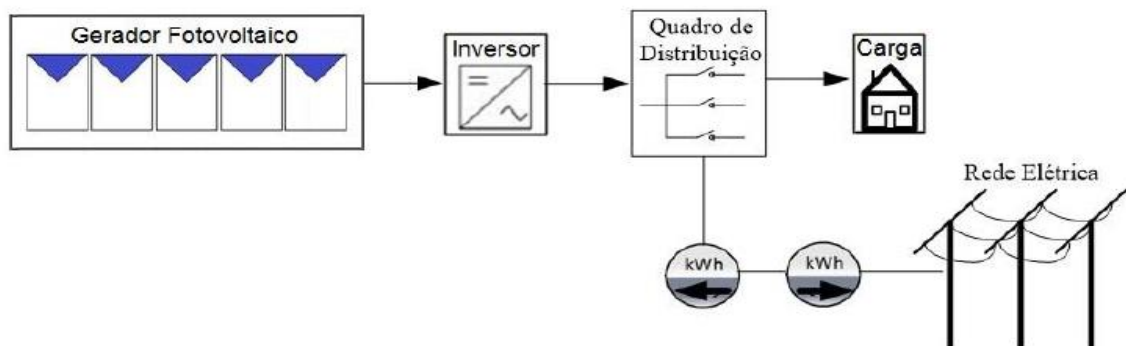 Gerador Fotovoltaico
Inversor
Quadro de
Distribuição
Carga
Rede Elétrica
kWh
kWh